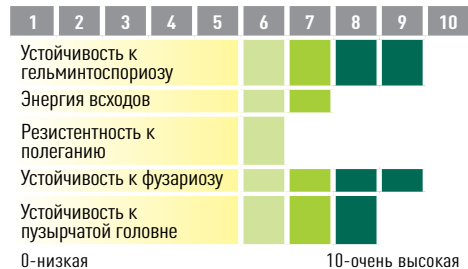 1 2 3 4 5 6 7 8 9 10
Устойчивость к
гельминтоспориозу
Энергия всходов
Резистентность к
полеганию
Устойчивость к фузариозу
Устойчивость к
пузырчатой головне
0-низкая 10-очень высокая